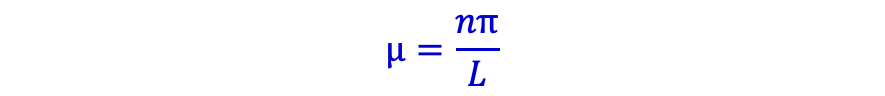 μ = nπ/L